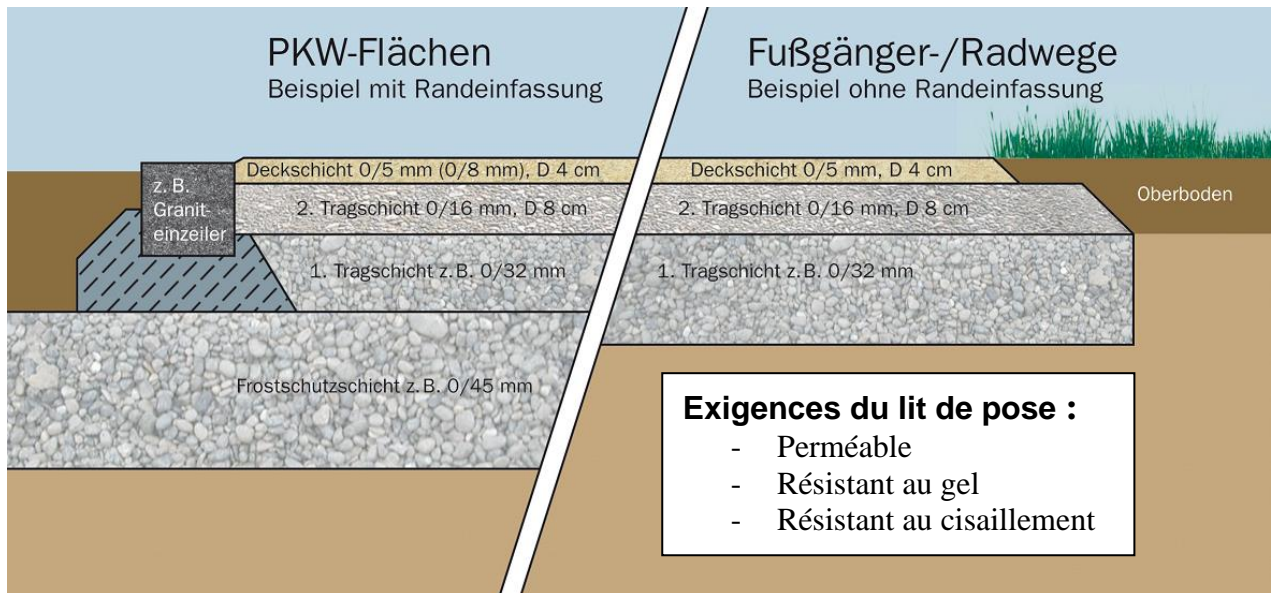 PKW-Flächen
Beispiel mit Randeinfassung
Fußgänger-/Radwege
Beispiel ohne Randeinfassung
z. B.
Granit-
einzeiler
Deckschicht 0/5 mm (0/8 mm), D 4 cm
2. Tragschicht 0/16 mm, D 8 cm
1. Tragschicht z.B. 0/32 mm
Frostschutzschicht z.B. 0/45 mm
Deckschicht 0/5 mm, D 4 cm
2. Tragschicht 0/16 mm, D 8 cm
1. Tragschicht z.B. 0/32 mm
Oberboden
Exigences du lit de pose :
- Perméable
- Résistant au gel
- Résistant au cisaillement